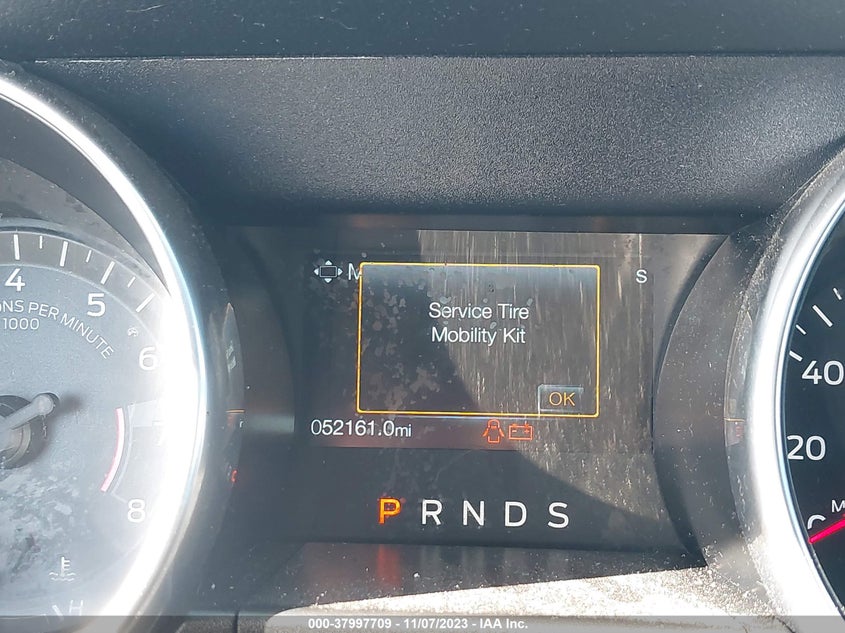 4
5
6
7
8
ONS PER MINUTE
1000
H
M
S
Service Tire
Mobility Kit
OK
052161.0mi
P R N D S
40
20
M
000-37997709 - 11/07/2023 - IAA Inc.